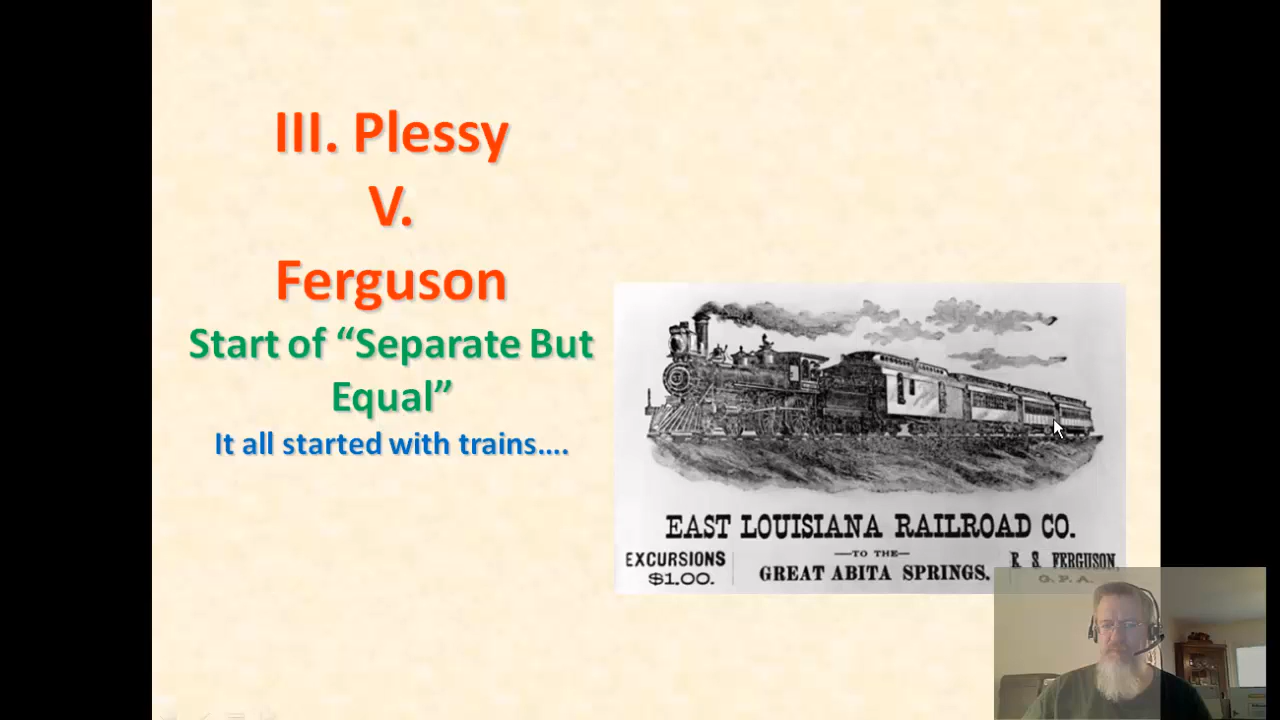 III. Plessy
V.
Ferguson
Start of “Separate But
Equal”
It all started with trains....
EAST LOUISIANA RAILROAD CO.
EXCURSIONS
$1.00.
—TO THE—
GREAT ABITA SPRINGS.
E. S. FERGUSON,
G. P. A.